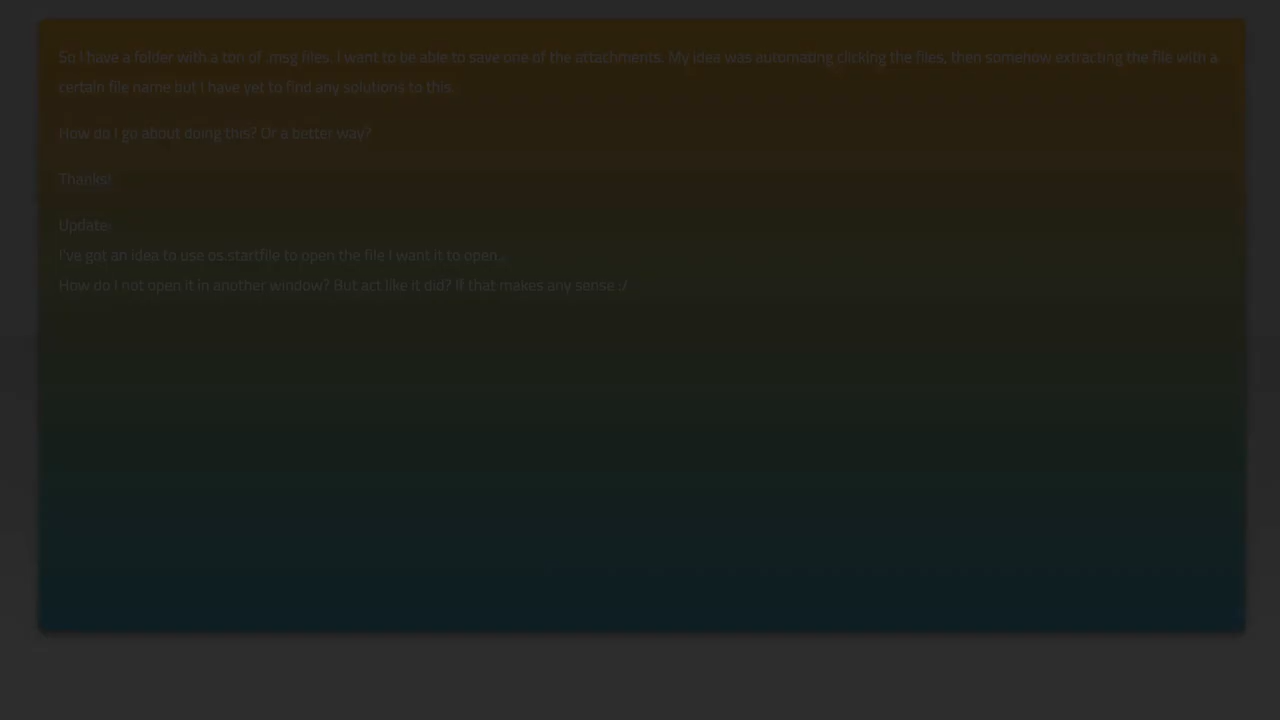 So I have a folder with a ton of .msg files. I want to be able to save one of the attachments. My idea was automating clicking the files, then somehow extracting the file with a
certain file name but I have yet to find any solutions to this.
How do I go about doing this? Or a better way?
Thanks!
Update:
I've got an idea to use os.startfile to open the file I want it to open...
How do I not open it in another window? But act like it did? If that makes any sense :/